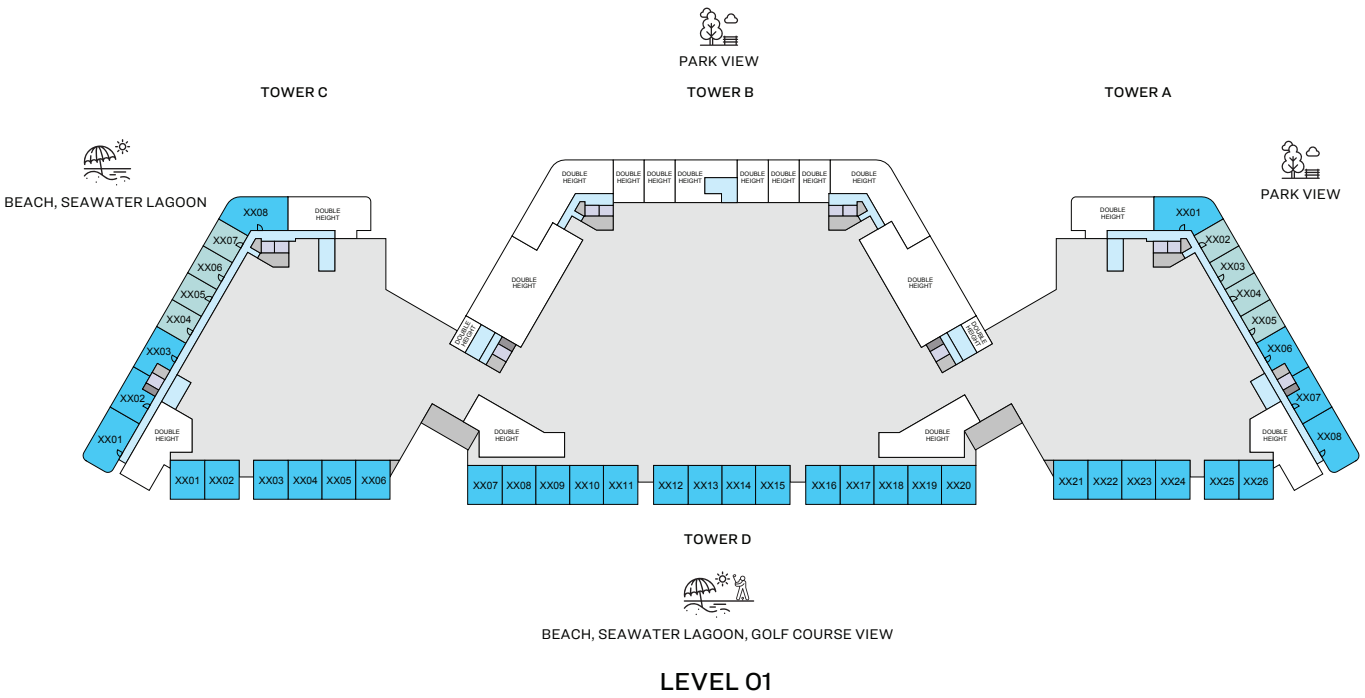 PARK VIEW
TOWER C
TOWER B
TOWER A
BEACH, SEAWATER LAGOON
PARK VIEW
DOUBLE
HEIGHT
DOUBLE
HEIGHT
DOUBLE
HEIGHT
DOUBLE
HEIGHT
DOUBLE
HEIGHT
DOUBLE
HEIGHT
DOUBLE
HEIGHT
DOUBLE
HEIGHT
XX08
DOUBLE
HEIGHT
XX07
XX06
XX05
XX04
XX03
XX02
XX01
DOUBLE
HEIGHT
DOUBLE
HEIGHT
DOUBLE
HEIGHT
DOUBLE
HEIGHT
DOUBLE
HEIGHT
DOUBLE
HEIGHT
DOUBLE
HEIGHT
DOUBLE
HEIGHT
XX01
XX02
XX03
XX04
XX05
XX06
XX07
XX08
DOUBLE
HEIGHT
XX01 XX02 XX03 XX04 XX05 XX06
XX07 XX08 XX09 XX10 XX11 XX12 XX13 XX14 XX15 XX16 XX17 XX18 XX19 XX20
XX21 XX22 XX23 XX24 XX25 XX26
TOWER D
BEACH, SEAWATER LAGOON, GOLF COURSE VIEW
LEVEL 01